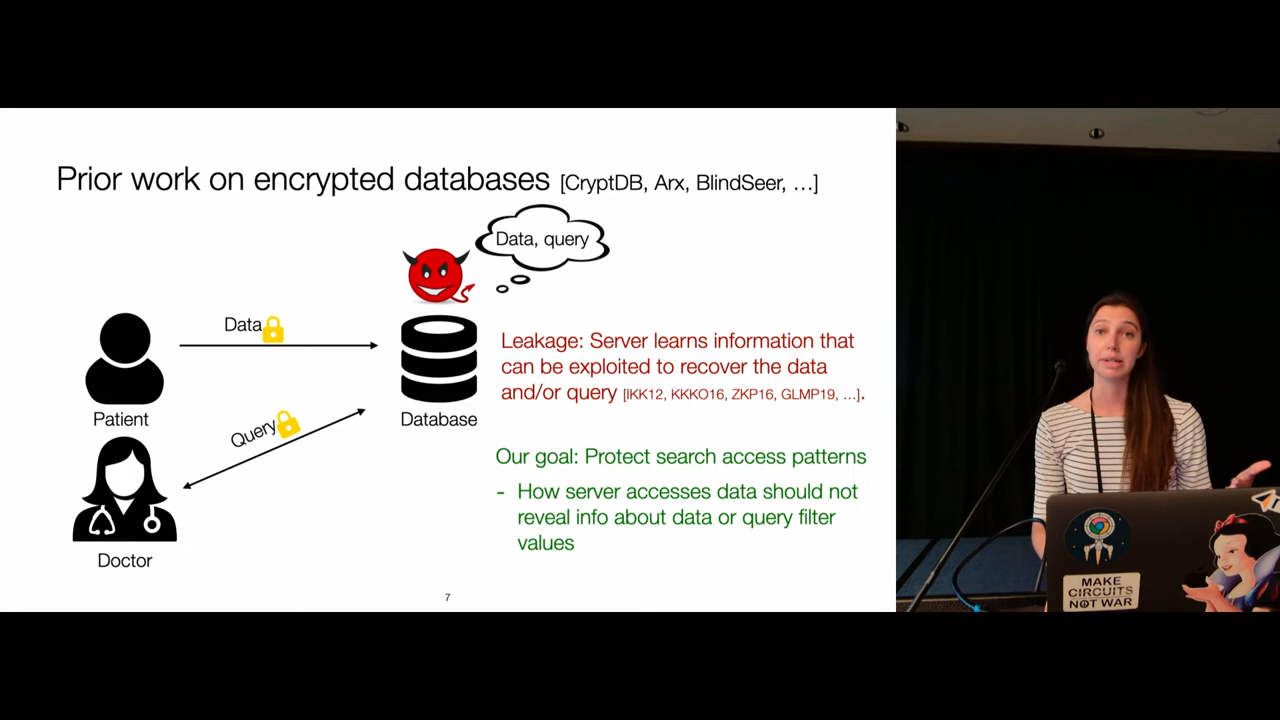 Prior work on encrypted databases [CryptDB, Arx, BlindSeer, …]
Data, query
Data
Patient
Query
Doctor
Database
Leakage: Server learns information that
can be exploited to recover the data
and/or query [IKK12, KKKO16, ZKP16, GLMP19, …].
Our goal: Protect search access patterns
- How server accesses data should not
reveal info about data or query filter
values
7
MAKE
CIRCUITS
NOT WAR